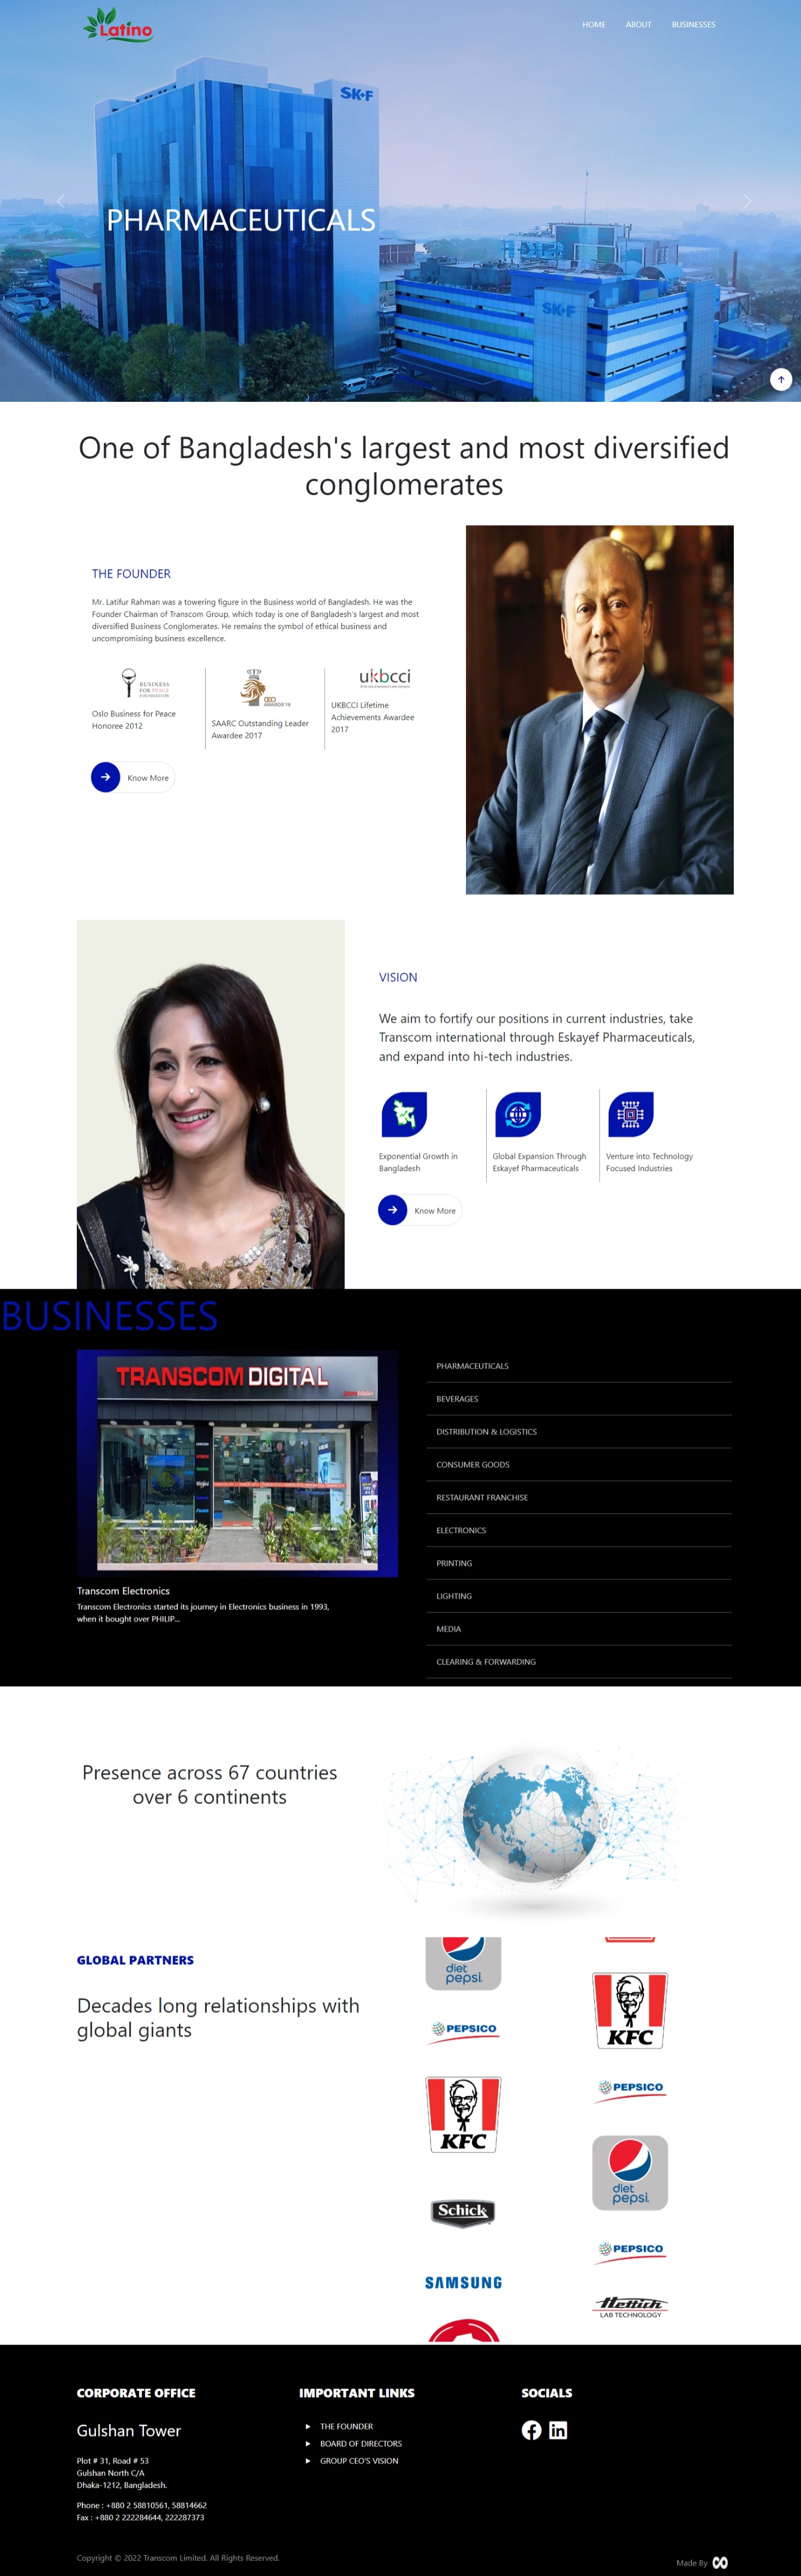 Latino
HOME
ABOUT
BUSINESSES
SK+F
PHARMACEUTICALS
SK+F
One of Bangladesh's largest and most diversified
conglomerates
THE FOUNDER
Mr. Latifur Rahman was a towering figure in the Business world of Bangladesh. He was the
Founder Chairman of Transcom Group, which today is one of Bangladesh's largest and most
diversified Business Conglomerates. He remains the symbol of ethical business and
uncompromising business excellence.
BUSINESS
FOR PEACE
FOUNDATION
Oslo Business for Peace
Honoree 2012
CEO
AWARDS'19
SAARC Outstanding Leader
Awardee 2017
ukbcci
UKBCCI Lifetime
Achievements Awardee
2017
Know More
VISION
We aim to fortify our positions in current industries, take
Transcom international through Eskayef Pharmaceuticals,
and expand into hi-tech industries.
Exponential Growth in
Bangladesh
Global Expansion Through
Eskayef Pharmaceuticals
Venture into Technology
Focused Industries
Know More
BUSINESSES
TRANSCOM DIGITAL
Transcom Electronics
Transcom Electronics started its journey in Electronics business in 1993,
when it bought over PHILIP...
PHARMACEUTICALS
BEVERAGES
DISTRIBUTION & LOGISTICS
CONSUMER GOODS
RESTAURANT FRANCHISE
ELECTRONICS
PRINTING
LIGHTING
MEDIA
CLEARING & FORWARDING
Presence across 67 countries
over 6 continents
GLOBAL PARTNERS
Decades long relationships with
global giants
diet
pepsi.
PEPSICO
KFC
Schick
SAMSUNG
KFC
PEPSICO
diet
pepsi.
PEPSICO
Hettich
LAB TECHNOLOGY
CORPORATE OFFICE
Gulshan Tower
Plot # 31, Road # 53
Gulshan North C/A
Dhaka-1212, Bangladesh.
Phone : +880 2 58810561, 58814662
Fax : +880 2 222284644, 222287373
IMPORTANT LINKS
THE FOUNDER
BOARD OF DIRECTORS
GROUP CEO'S VISION
SOCIALS
Copyright © 2022 Transcom Limited. All Rights Reserved.
Made By